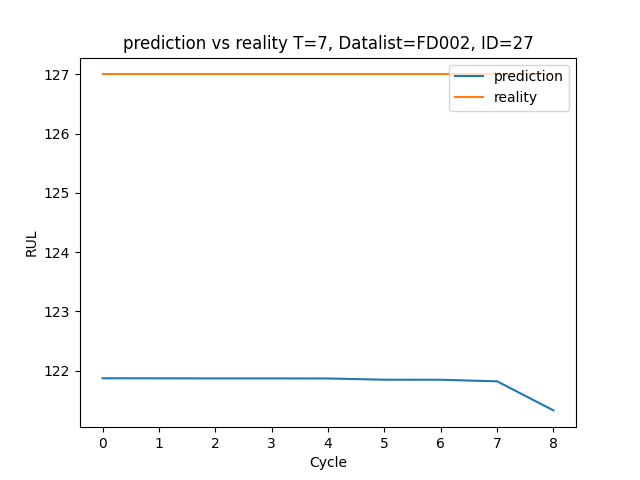 prediction vs reality T=7, Datalist=FD002, ID=27
127
126
125
124
123
122
RUL
prediction
reality
0 1 2 3 4 5 6 7 8
Cycle